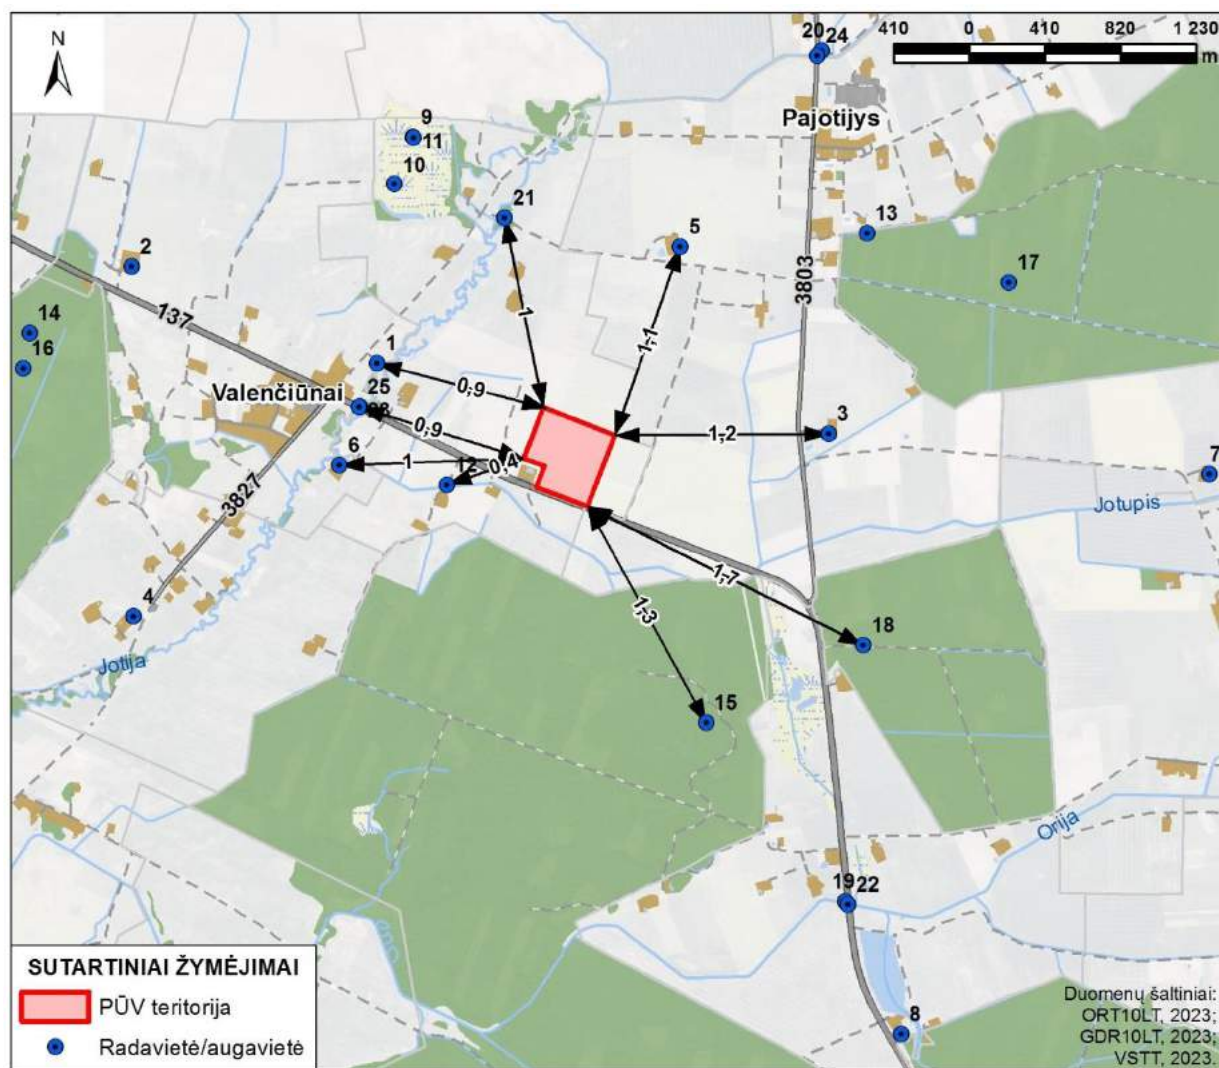 N
410 0 410 820 1 230
m
20 24
Pajotijys
9
11
10
21
13
5
2
17
3803
137
14
16
1
1
1,1
0,9
Valenčiūnai
25
0,9
1,2
3
6
1
12
0,4
7
3827
Jotupis
1,7
1,3
4
18
Jotija
15
Orija
19 22
8
SUTARTINIAI ŽYMĖJIMAI
PŪV teritorija
Radavietė/augavietė
Duomenų šaltiniai:
ORT10LT, 2023;
GDR10LT, 2023;
VSTT, 2023.